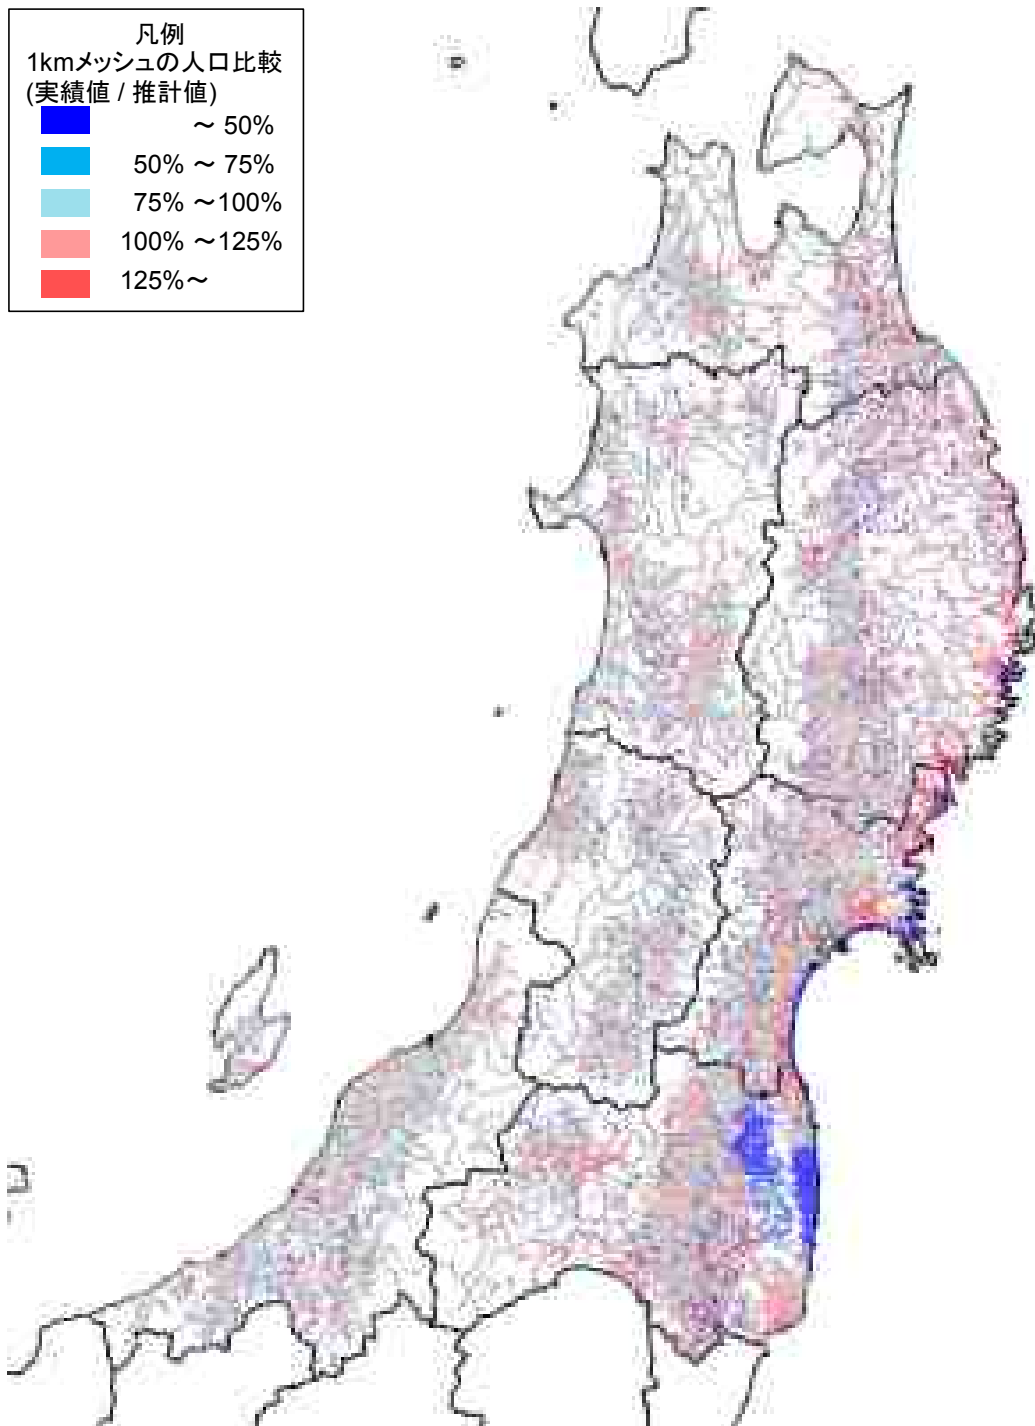 凡例
1kmメッシュの人口比較
(実績値 / 推計値)
～ 50%
50% ～ 75%
75% ～100%
100% ～125%
125%～